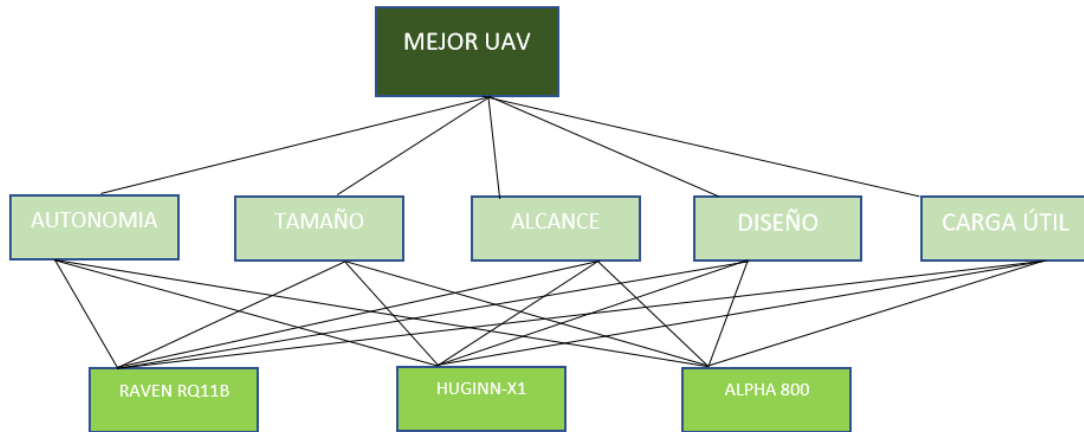 MEJOR UAV
AUTONOMIA
TAMAÑO
ALCANCE
DISEÑO
CARGA ÚTIL
RAVEN RQ11B
HUGINN-X1
ALPHA 800